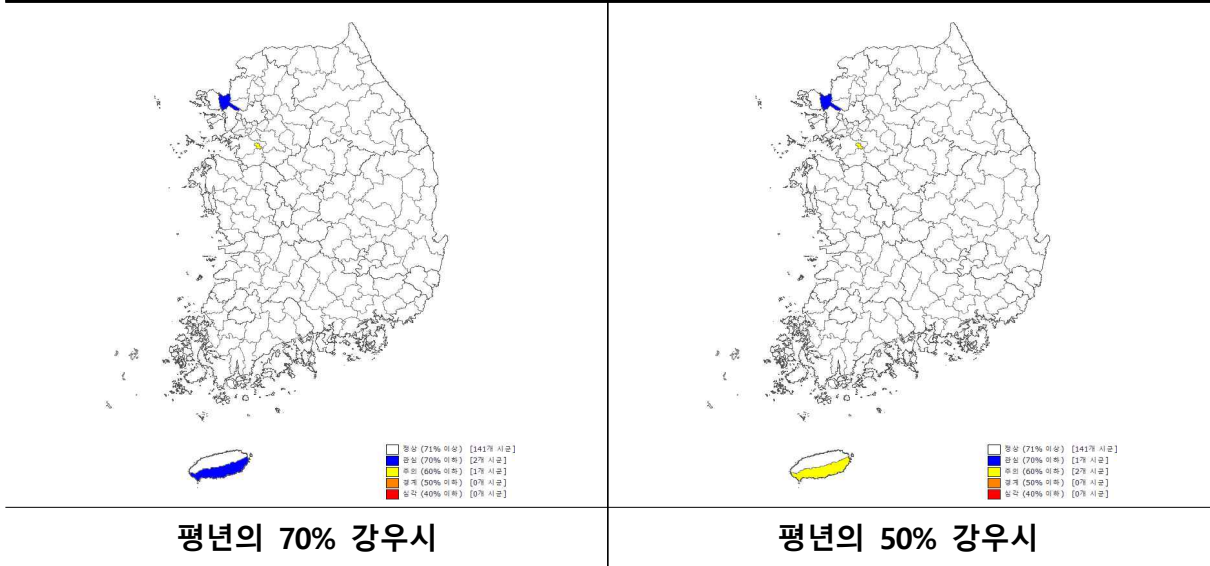 정상 (71% 이상) [141개 시군]
관심 (70% 이하) [2개 시군]
주의 (60% 이하) [1개 시군]
경계 (50% 이하) [0개 시군]
심각 (40% 이하) [0개 시군]
평년의 70% 강우시
정상 (71% 이상) [141개 시군]
관심 (70% 이하) [1개 시군]
주의 (60% 이하) [2개 시군]
경계 (50% 이하) [0개 시군]
심각 (40% 이하) [0개 시군]
평년의 50% 강우시